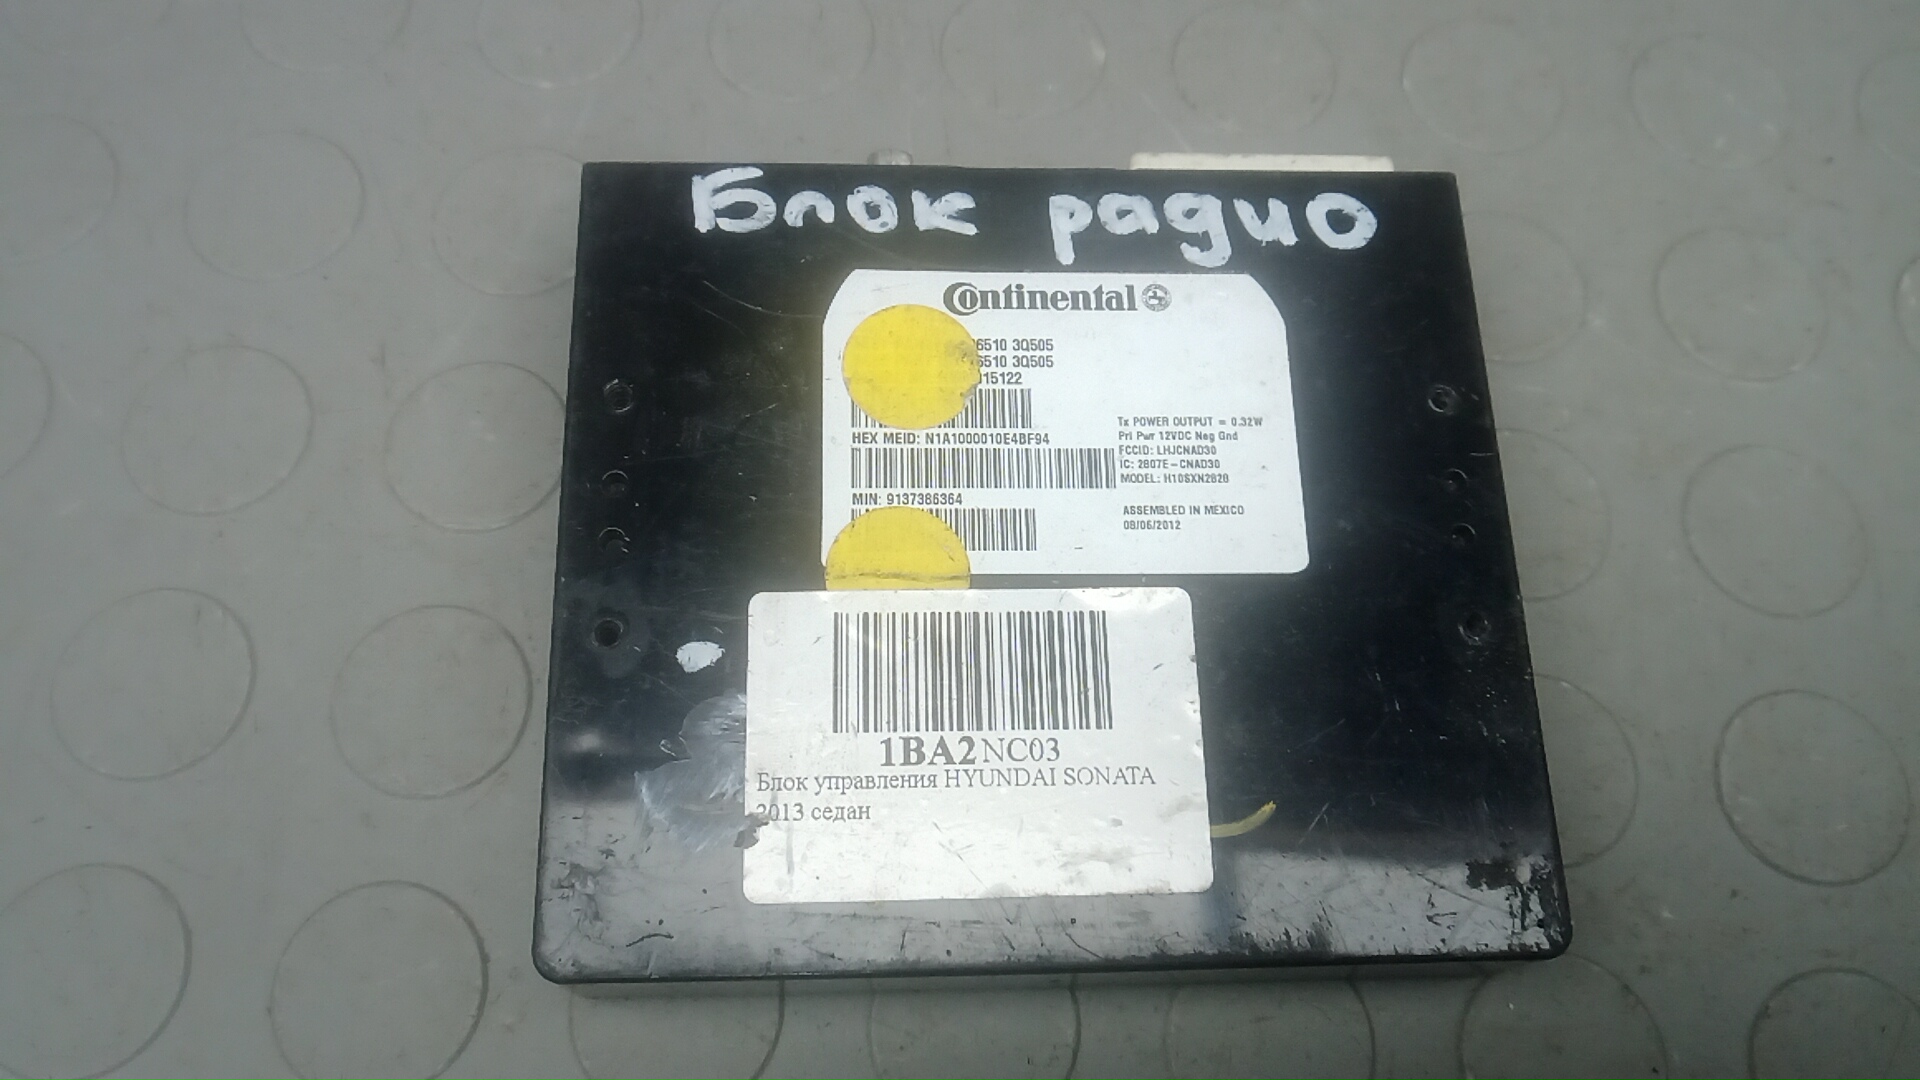 Блок радио
Continental
6510 3Q505
6510 3Q505
15122
HEX MEID: N1A1000010E4BF94
MIN: 9137386364
Tx POWER OUTPUT = 0.32W
Pri Pwr 12VDC Neg Gnd
FCCID: LHJCNAD30
IC: 2807E-CNAD30
MODEL: H10SXN2828
ASSEMBLED IN MEXICO
08/06/2012
1BA2NC03
Блок управления HYUNDAI SONATA
2013 седан